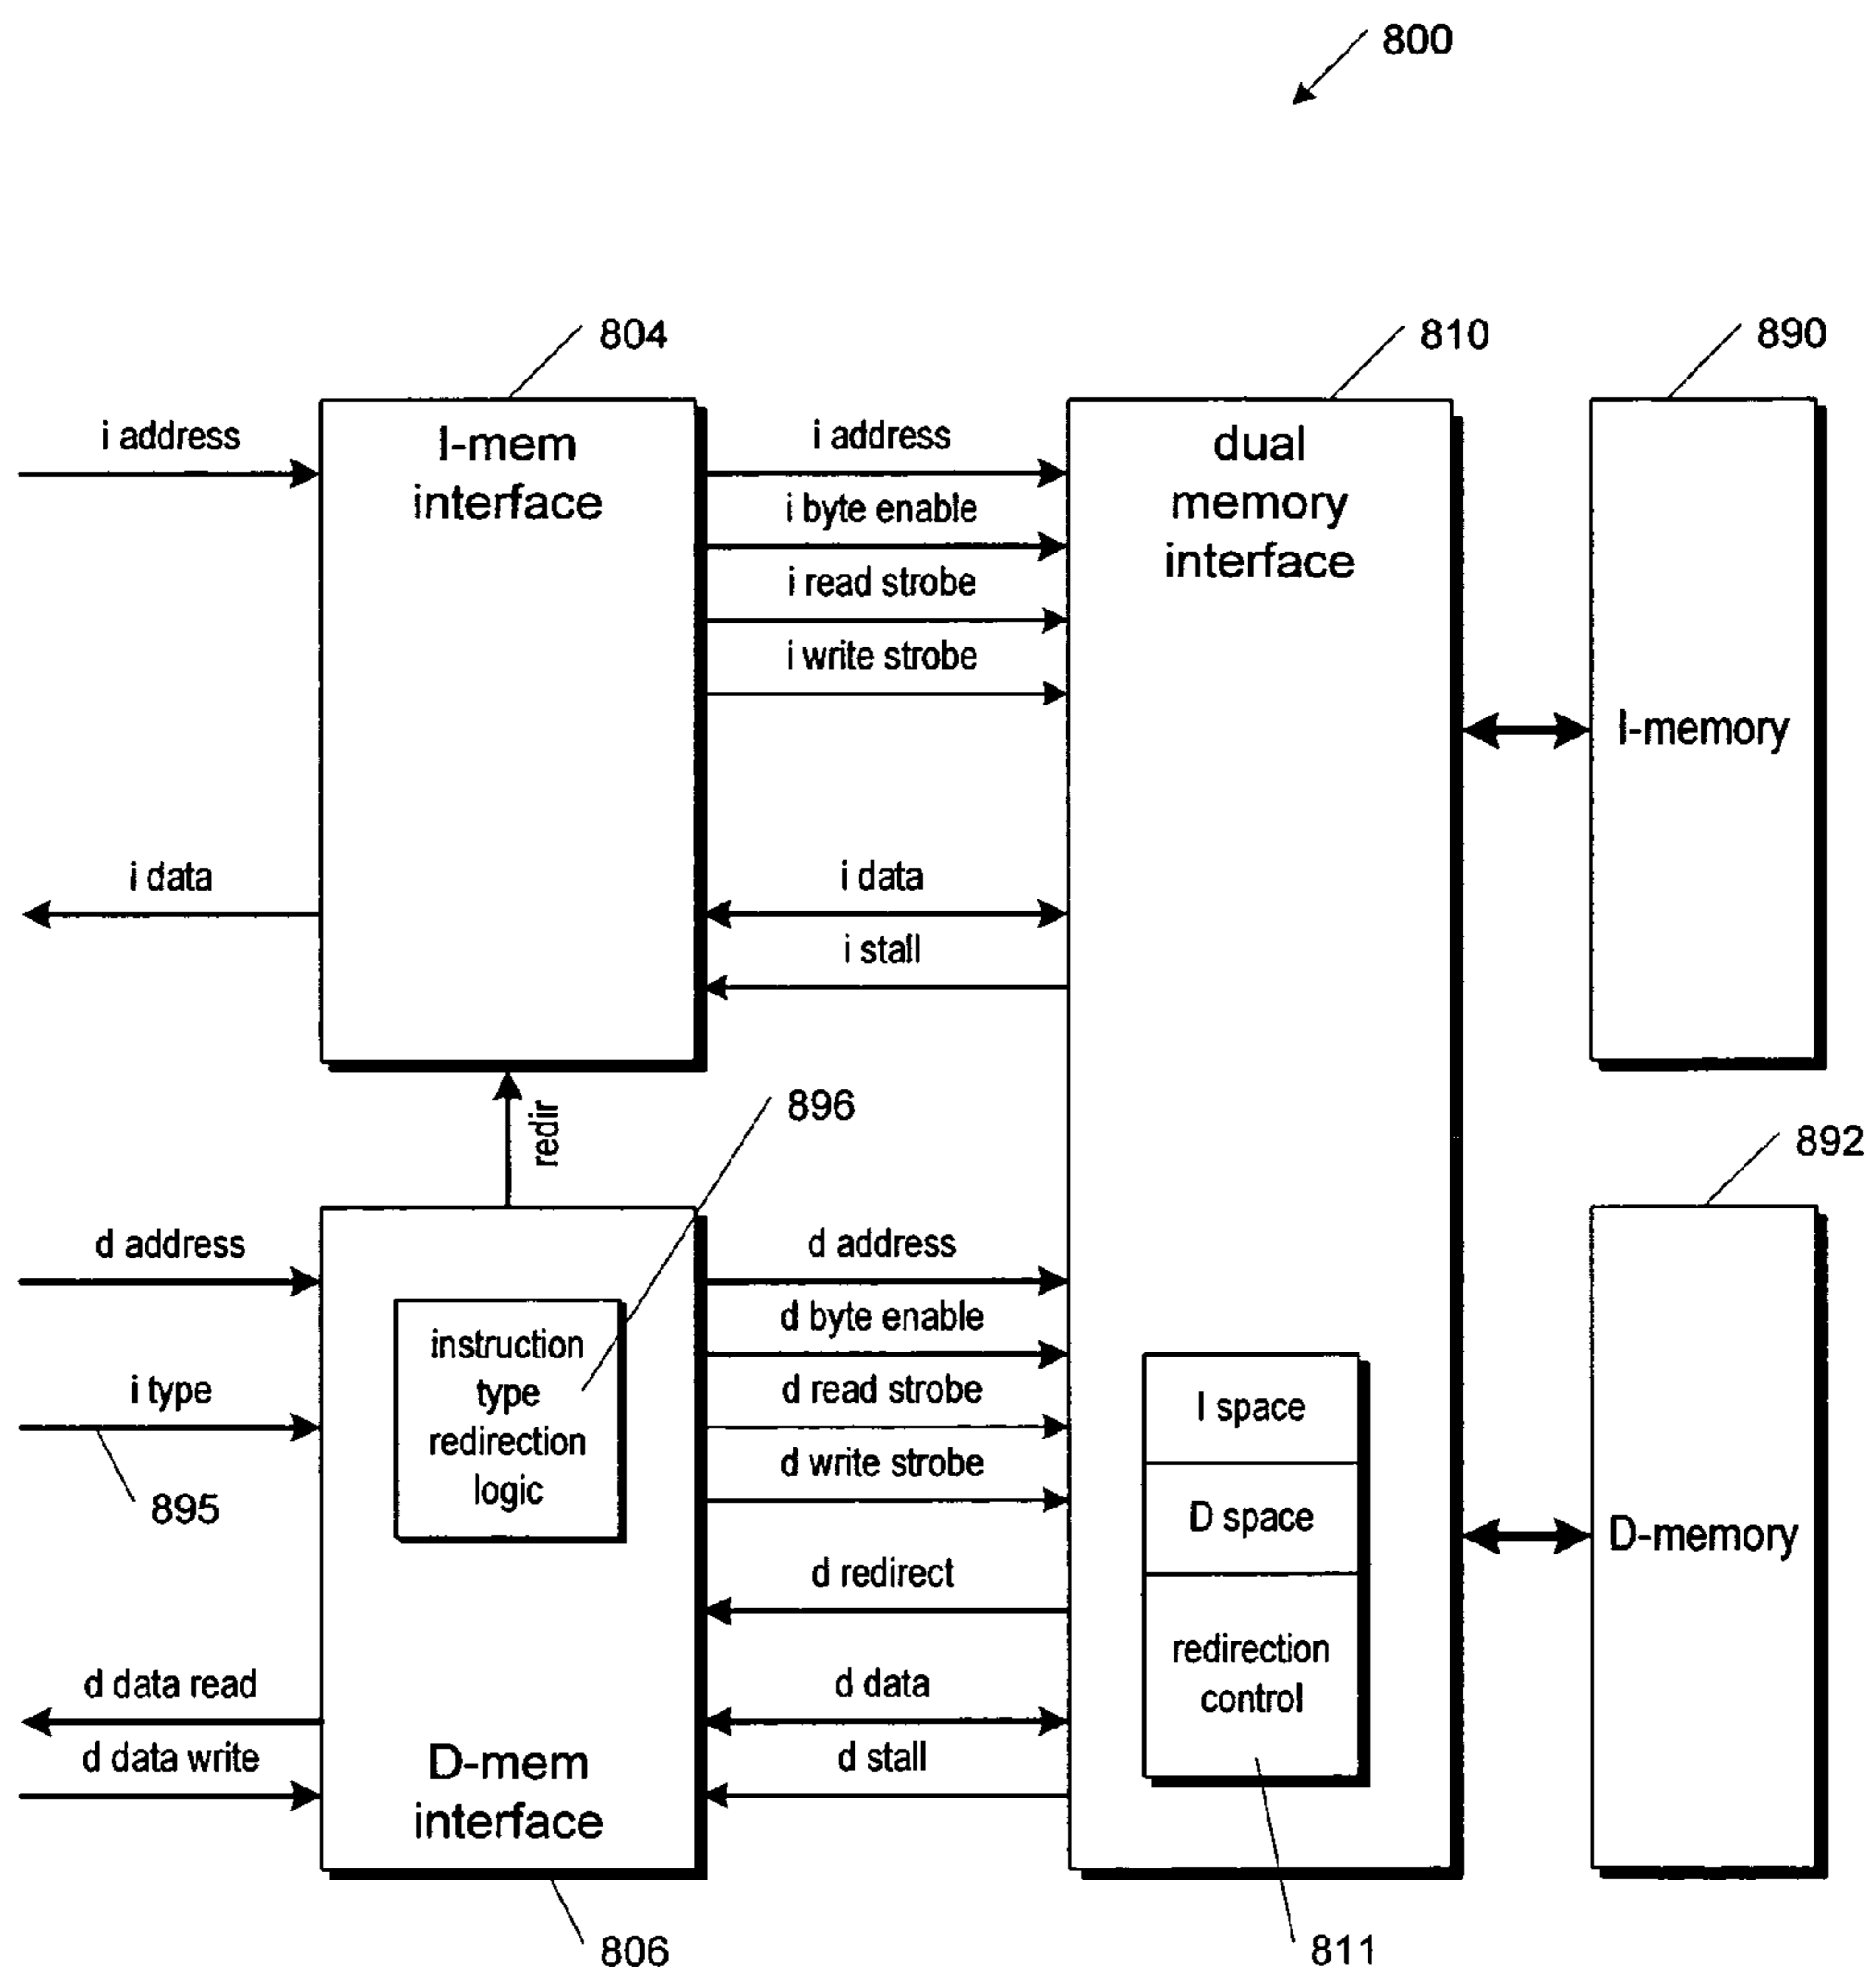 800
804
810
890
i address
I-mem
interface
i address
i byte enable
i read strobe
i write strobe
dual
memory
interface
I-memory
i data
i data
i stall
redir
896
892
d address
i type
895
instruction
type
redirection
logic
d address
d byte enable
d read strobe
d write strobe
d redirect
I space
D space
redirection
control
D-memory
d data read
d data write
D-mem
interface
d data
d stall
806
811